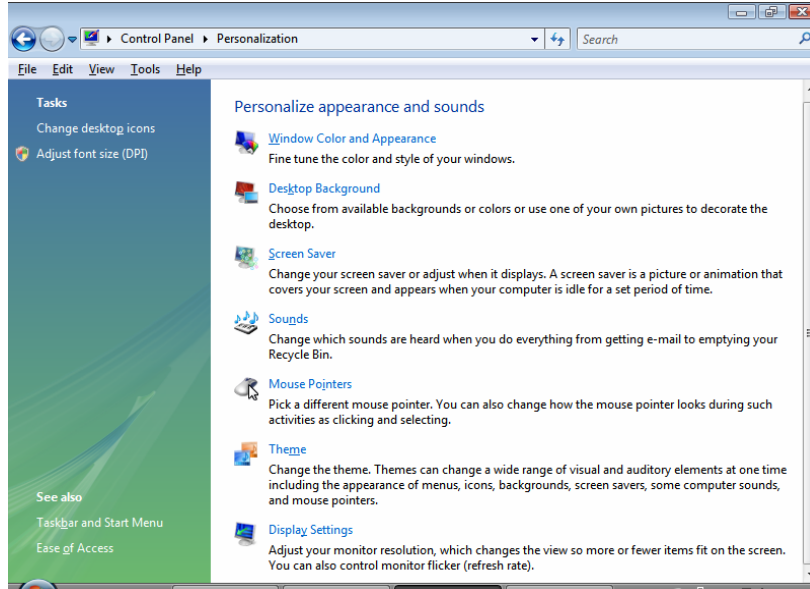 Control Panel Personalization Search
File Edit View Tools Help
Tasks
Change desktop icons
Adjust font size (DPI)
See also
Taskbar and Start Menu
Ease of Access
Personalize appearance and sounds
Window Color and Appearance
Fine tune the color and style of your windows.
Desktop Background
Choose from available backgrounds or colors or use one of your own pictures to decorate the
desktop.
Screen Saver
Change your screen saver or adjust when it displays. A screen saver is a picture or animation that
covers your screen and appears when your computer is idle for a set period of time.
Sounds
Change which sounds are heard when you do everything from getting e-mail to emptying your
Recycle Bin.
Mouse Pointers
Pick a different mouse pointer. You can also change how the mouse pointer looks during such
activities as clicking and selecting.
Theme
Change the theme. Themes can change a wide range of visual and auditory elements at one time
including the appearance of menus, icons, backgrounds, screen savers, some computer sounds,
and mouse pointers.
Display Settings
Adjust your monitor resolution, which changes the view so more or fewer items fit on the screen.
You can also control monitor flicker (refresh rate).